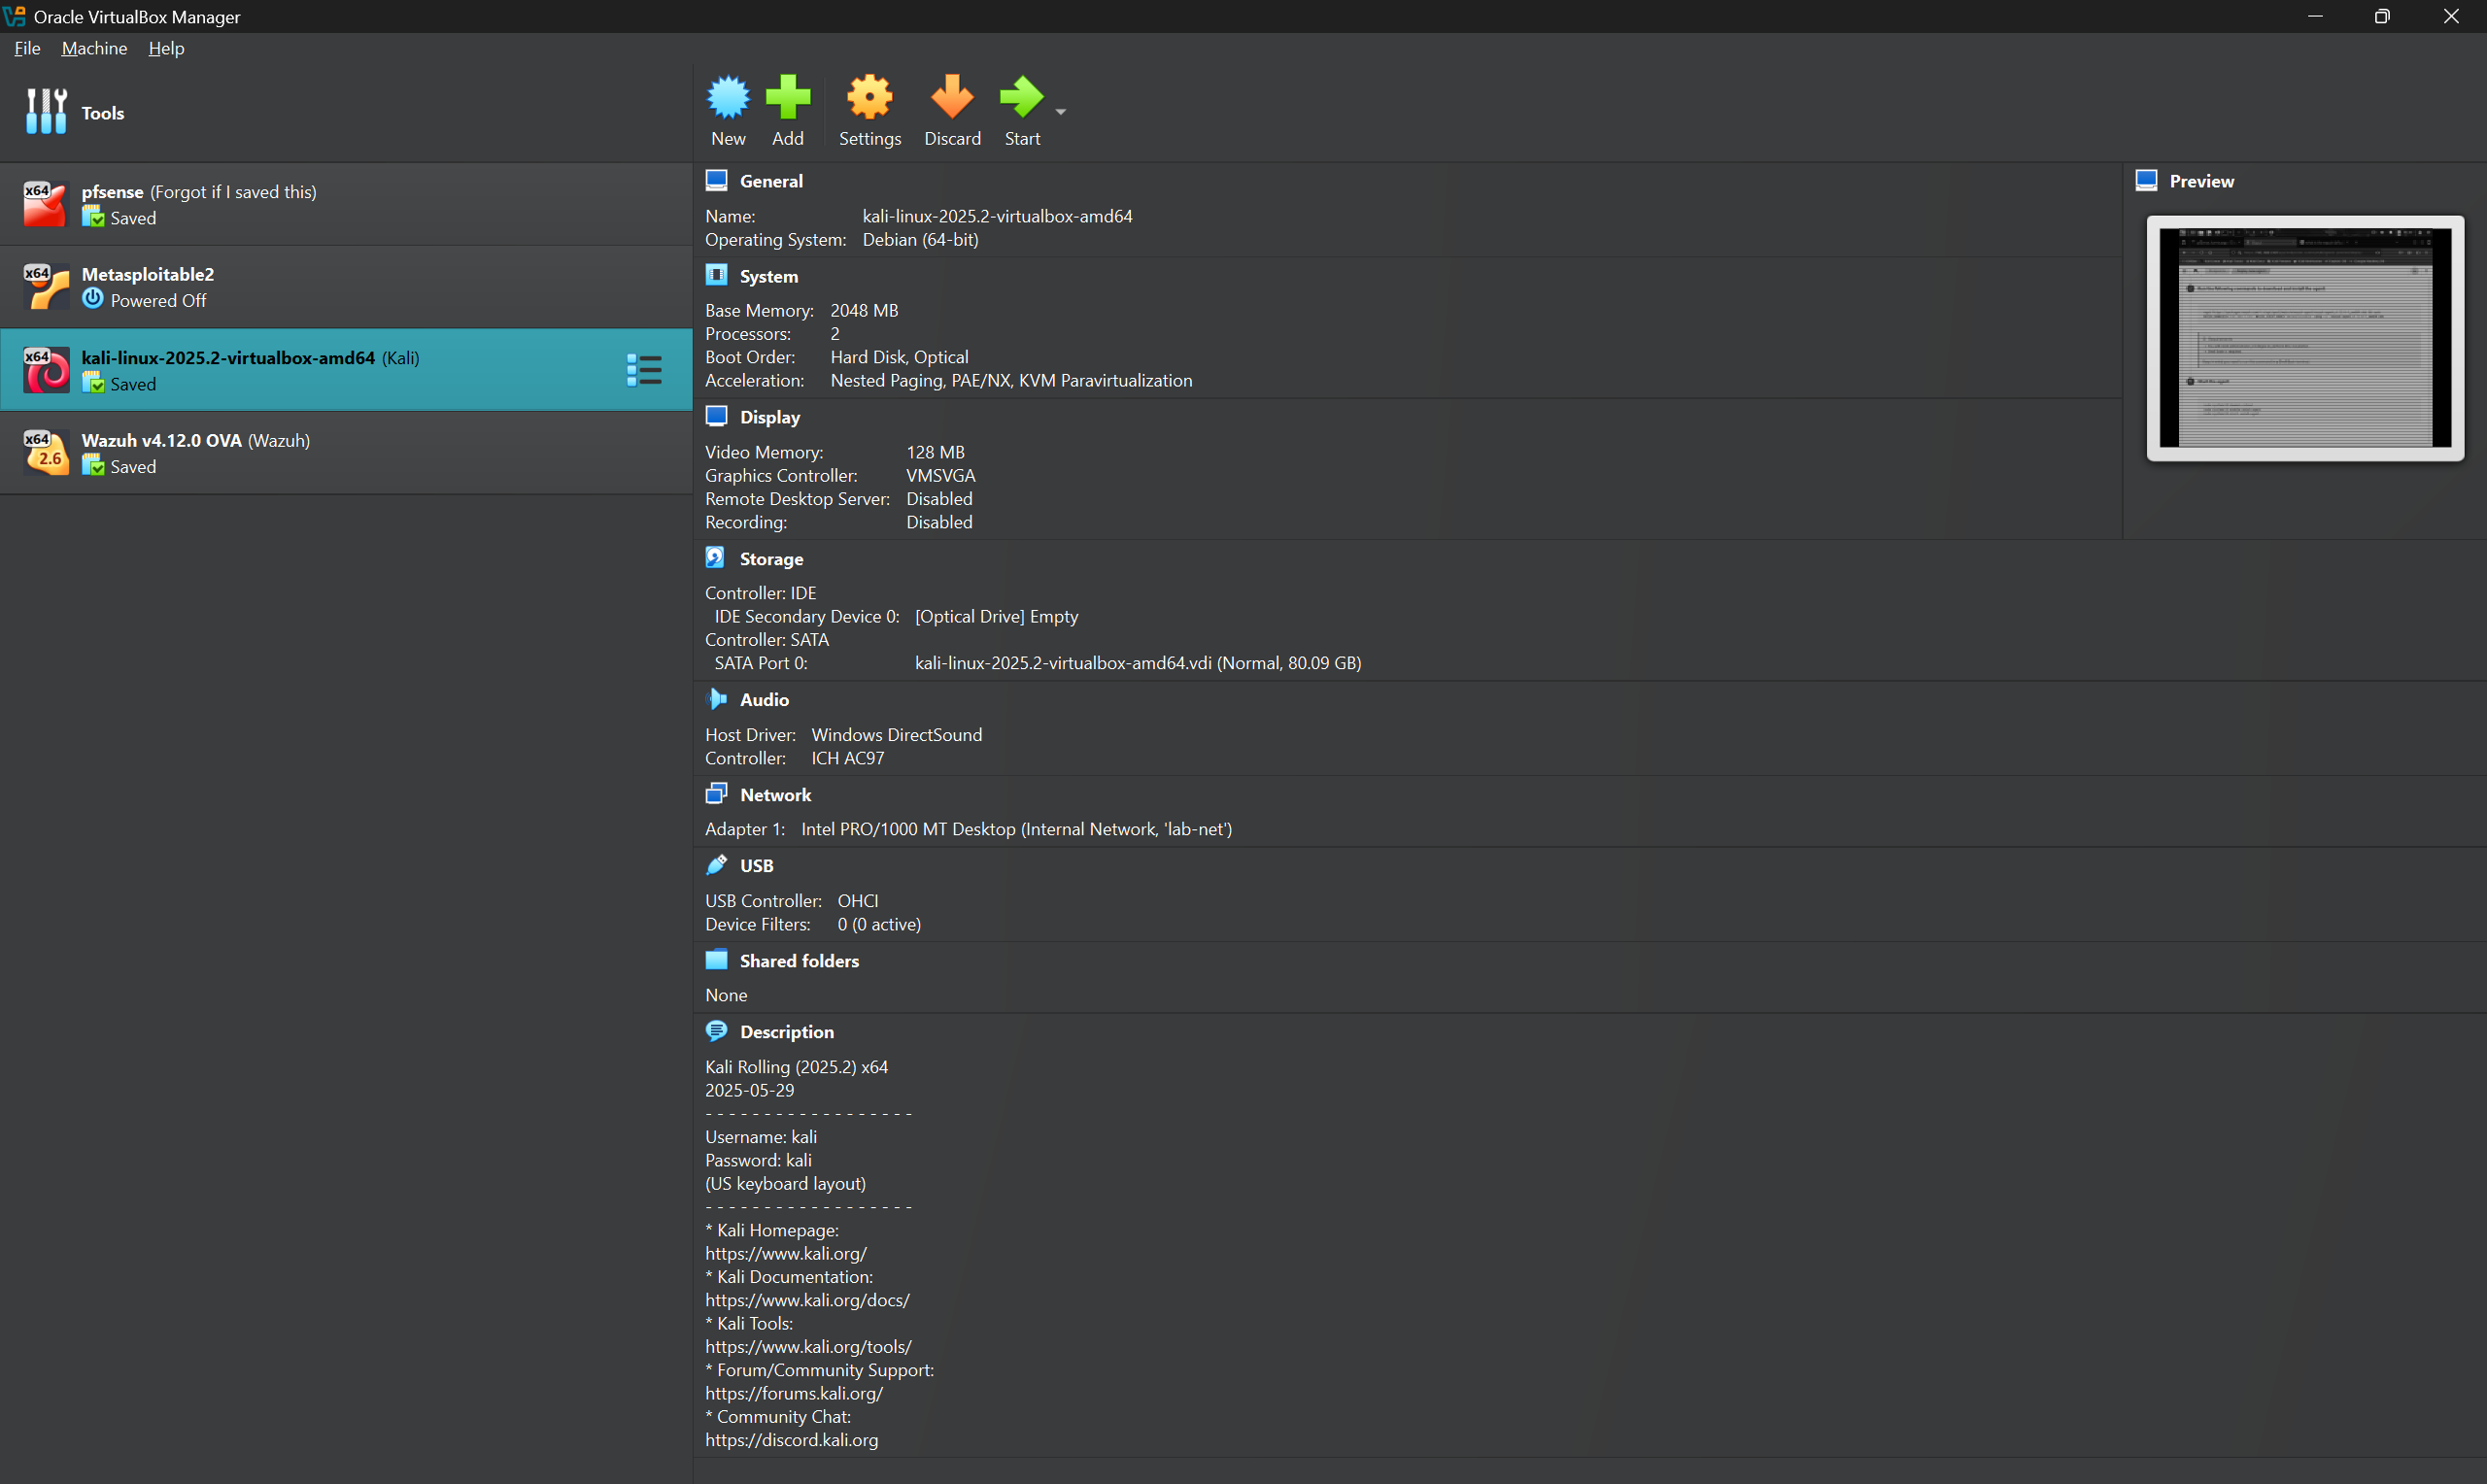 Oracle VirtualBox Manager
File Machine Help
Tools
New Add Settings Discard Start
x64 pfsense (Forgot if I saved this)
Saved
x64 Metasploitable2
Powered Off
x64 kali-linux-2025.2-virtualbox-amd64 (Kali)
Saved
x64 2.6 Wazuh v4.12.0 OVA (Wazuh)
Saved
General
Name: kali-linux-2025.2-virtualbox-amd64
Operating System: Debian (64-bit)
System
Base Memory: 2048 MB
Processors: 2
Boot Order: Hard Disk, Optical
Acceleration: Nested Paging, PAE/NX, KVM Paravirtualization
Display
Video Memory: 128 MB
Graphics Controller: VMSVGA
Remote Desktop Server: Disabled
Recording: Disabled
Storage
Controller: IDE
IDE Secondary Device 0: [Optical Drive] Empty
Controller: SATA
SATA Port 0: kali-linux-2025.2-virtualbox-amd64.vdi (Normal, 80.09 GB)
Audio
Host Driver: Windows DirectSound
Controller: ICH AC97
Network
Adapter 1: Intel PRO/1000 MT Desktop (Internal Network, 'lab-net')
USB
USB Controller: OHCI
Device Filters: 0 (0 active)
Shared folders
None
Description
Kali Rolling (2025.2) x64
2025-05-29
- - - - - - - - - - - - - - - - - -
Username: kali
Password: kali
(US keyboard layout)
- - - - - - - - - - - - - - - - - -
* Kali Homepage:
https://www.kali.org/
* Kali Documentation:
https://www.kali.org/docs/
* Kali Tools:
https://www.kali.org/tools/
* Forum/Community Support:
https://forums.kali.org/
* Community Chat:
https://discord.kali.org
Preview